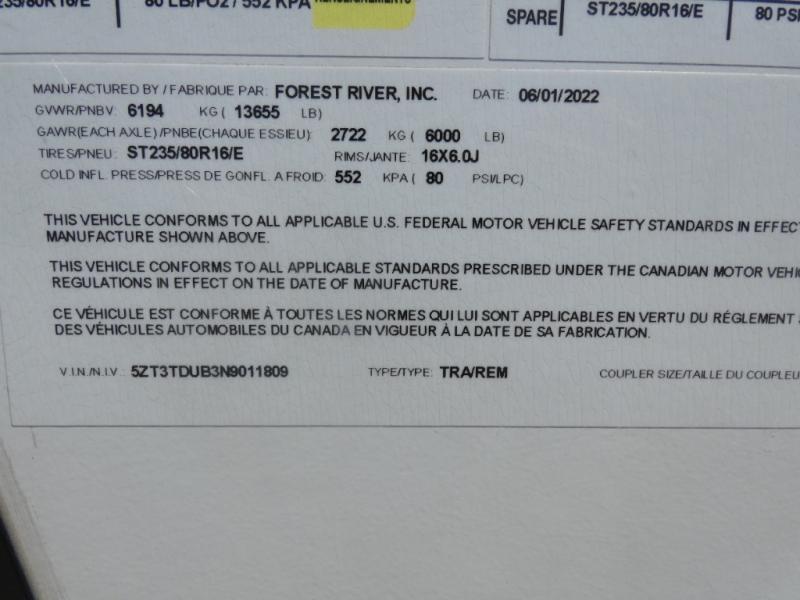 80 LB/PO2 / 552 KPA
SPARE ST235/80R16/E 80 PSI
MANUFACTURED BY / FABRIQUE PAR: FOREST RIVER, INC. DATE: 06/01/2022
GVWR/PNBV: 6194 KG ( 13655 LB)
GAWR(EACH AXLE) /PNBE(CHAQUE ESSIEU): 2722 KG ( 6000 LB)
TIRES/PNEU: ST235/80R16/E RIMS/JANTE: 16X6.0J
COLD INFL. PRESS/PRESS DE GONFL. A FROID: 552 KPA ( 80 PSI/LPC)
THIS VEHICLE CONFORMS TO ALL APPLICABLE U.S. FEDERAL MOTOR VEHICLE SAFETY STANDARDS IN EFFEC
MANUFACTURE SHOWN ABOVE.
THIS VEHICLE CONFORMS TO ALL APPLICABLE STANDARDS PRESCRIBED UNDER THE CANADIAN MOTOR VEHI
REGULATIONS IN EFFECT ON THE DATE OF MANUFACTURE.
CE VÉHICULE EST CONFORME À TOUTES LES NORMES QUI LUI SONT APPLICABLES EN VERTU DU RÉGLEMENT
DES VÉHICULES AUTOMOBILES DU CANADA EN VIGUEUR À LA DATE DE SA FABRICATION.
V.I.N./N.I.V.: 5ZT3TDUB3N9011809 TYPE/TYPE: TRA/REM COUPLER SIZE/TAILLE DU COUPLEU